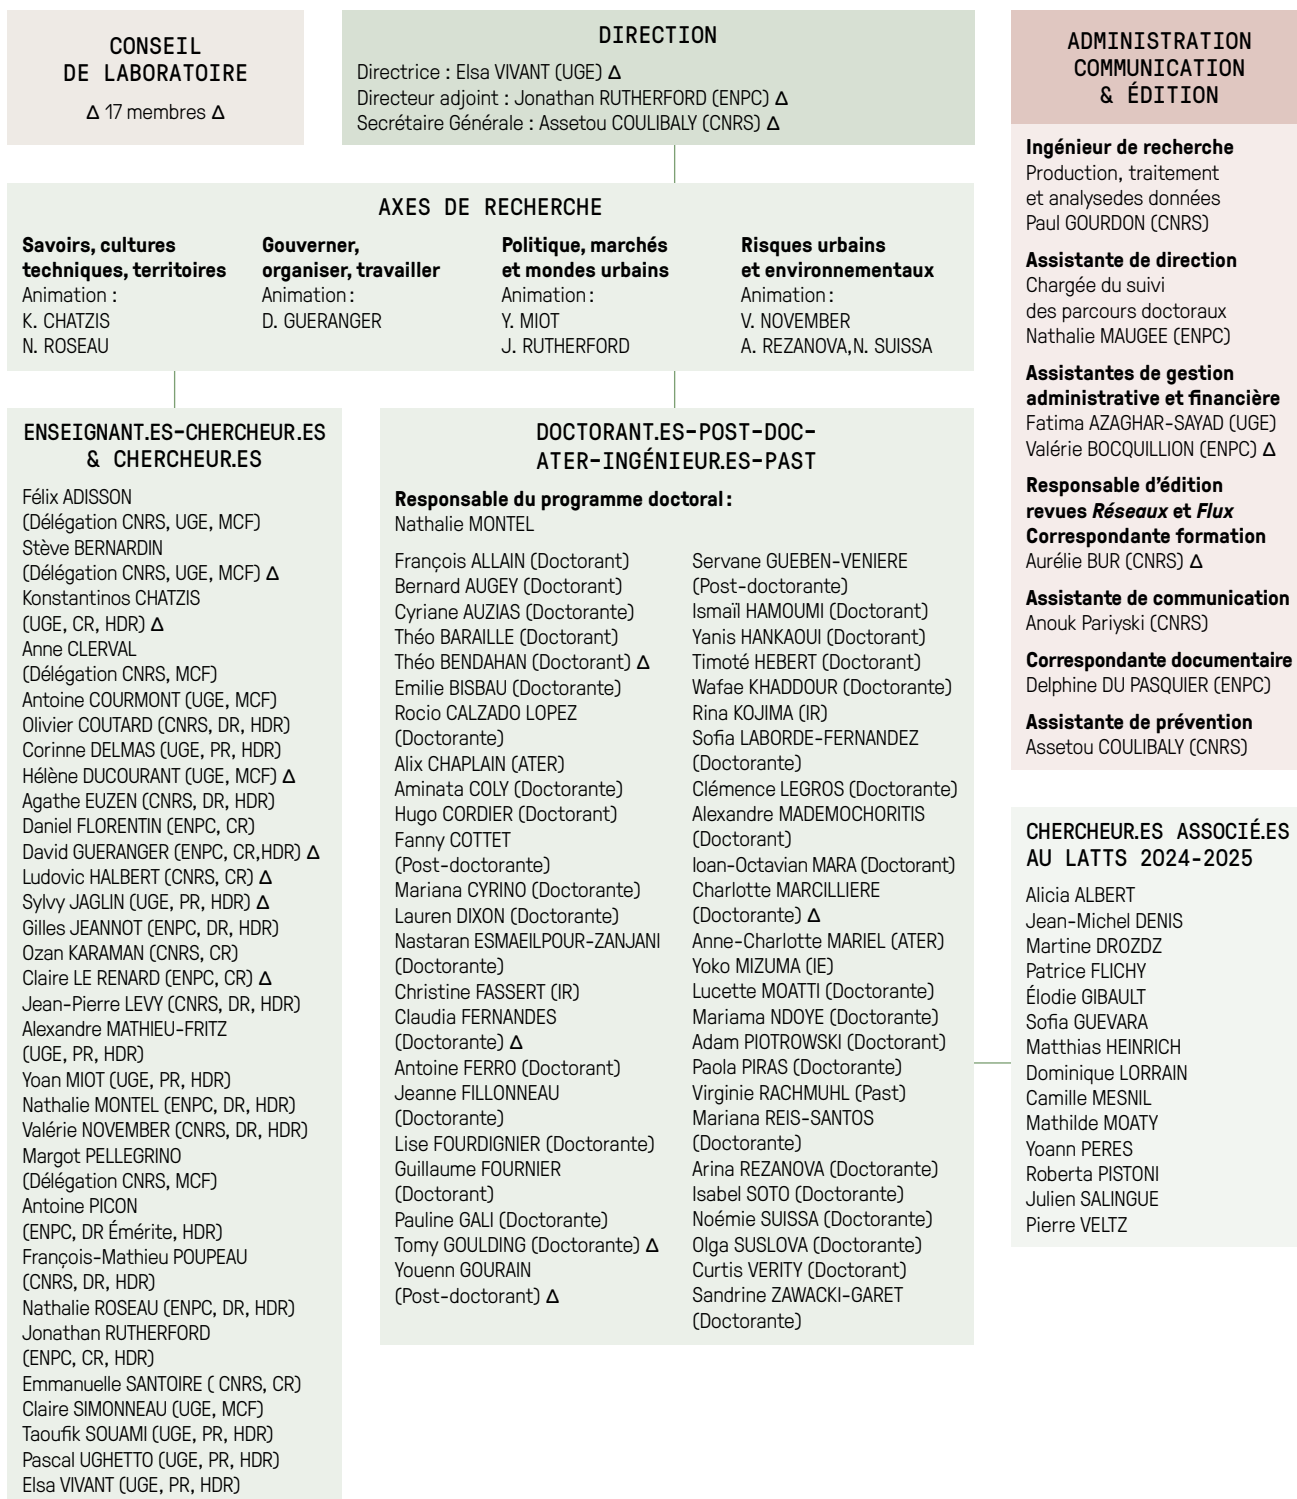 CONSEIL
DE LABORATOIRE
Δ 17 membres Δ
DIRECTION
Directrice : Elsa VIVANT (UGE) Δ
Directeur adjoint : Jonathan RUTHERFORD (ENPC) Δ
Secrétaire Générale : Assetou COULIBALY (CNRS) Δ
AXES DE RECHERCHE
Savoirs, cultures
techniques, territoires
Animation :
K. CHATZIS
N. ROSEAU
Gouverner,
organiser, travailler
Animation :
D. GUERANGER
Politique, marchés
et mondes urbains
Animation :
Y. MIOT
J. RUTHERFORD
Risques urbains
et environnementaux
Animation :
V. NOVEMBER
A. REZANOVA,N. SUISSA
ENSEIGNANT.ES-CHERCHEUR.ES
& CHERCHEUR.ES
Félix ADISSON
(Délégation CNRS, UGE, MCF)
Stève BERNARDIN
(Délégation CNRS, UGE, MCF) Δ
Konstantinos CHATZIS
(UGE, CR, HDR) Δ
Anne CLERVAL
(Délégation CNRS, MCF)
Antoine COURMONT (UGE, MCF)
Olivier COUTARD (CNRS, DR, HDR)
Corinne DELMAS (UGE, PR, HDR)
Hélène DUCOURANT (UGE, MCF) Δ
Agathe EUZEN (CNRS, DR, HDR)
Daniel FLORENTIN (ENPC, CR)
David GUERANGER (ENPC, CR,HDR) Δ
Ludovic HALBERT (CNRS, CR) Δ
Sylvy JAGLIN (UGE, PR, HDR) Δ
Gilles JEANNOT (ENPC, DR, HDR)
Ozan KARAMAN (CNRS, CR)
Claire LE RENARD (ENPC, CR) Δ
Jean-Pierre LEVY (CNRS, DR, HDR)
Alexandre MATHIEU-FRITZ
(UGE, PR, HDR)
Yoan MIOT (UGE, PR, HDR)
Nathalie MONTEL (ENPC, DR, HDR)
Valérie NOVEMBER (CNRS, DR, HDR)
Margot PELLEGRINO
(Délégation CNRS, MCF)
Antoine PICON
(ENPC, DR Émérite, HDR)
François-Mathieu POUPEAU
(CNRS, DR, HDR)
Nathalie ROSEAU (ENPC, DR, HDR)
Jonathan RUTHERFORD
(ENPC, CR, HDR)
Emmanuelle SANTOIRE ( CNRS, CR)
Claire SIMONNEAU (UGE, MCF)
Taoufik SOUAMI (UGE, PR, HDR)
Pascal UGHETTO (UGE, PR, HDR)
Elsa VIVANT (UGE, PR, HDR)
DOCTORANT.ES-POST-DOC-
ATER-INGÉNIEUR.ES-PAST
Responsable du programme doctoral :
Nathalie MONTEL
François ALLAIN (Doctorant)
Bernard AUGEY (Doctorant)
Cyriane AUZIAS (Doctorante)
Théo BARAILLE (Doctorant)
Théo BENDAHAN (Doctorant) Δ
Emilie BISBAU (Doctorante)
Rocio CALZADO LOPEZ
(Doctorante)
Alix CHAPLAIN (ATER)
Aminata COLY (Doctorante)
Hugo CORDIER (Doctorant)
Fanny COTTET
(Post-doctorante)
Mariana CYRINO (Doctorante)
Lauren DIXON (Doctorante)
Nastaran ESMAEILPOUR-ZANJANI
(Doctorante)
Christine FASSERT (IR)
Claudia FERNANDES
(Doctorante) Δ
Antoine FERRO (Doctorant)
Jeanne FILLONNEAU
(Doctorante)
Lise FOURDIGNIER (Doctorante)
Guillaume FOURNIER
(Doctorant)
Pauline GALI (Doctorante)
Tomy GOULDING (Doctorante) Δ
Youenn GOURAIN
(Post-doctorant) Δ
Servane GUEBEN-VENIERE
(Post-doctorante)
Ismaïl HAMOUMI (Doctorant)
Yanis HANKAOUI (Doctorant)
Timoté HEBERT (Doctorant)
Wafae KHADDOUR (Doctorante)
Rina KOJIMA (IR)
Sofia LABORDE-FERNANDEZ
(Doctorante)
Clémence LEGROS (Doctorante)
Alexandre MADEMOCHORITIS
(Doctorant)
Ioan-Octavian MARA (Doctorant)
Charlotte MARCILLIERE
(Doctorante) Δ
Anne-Charlotte MARIEL (ATER)
Yoko MIZUMA (IE)
Lucette MOATTI (Doctorante)
Mariama NDOYE (Doctorante)
Adam PIOTROWSKI (Doctorant)
Paola PIRAS (Doctorante)
Virginie RACHMUHL (Past)
Mariana REIS-SANTOS
(Doctorante)
Arina REZANOVA (Doctorante)
Isabel SOTO (Doctorante)
Noémie SUISSA (Doctorante)
Olga SUSLOVA (Doctorante)
Curtis VERITY (Doctorant)
Sandrine ZAWACKI-GARET
(Doctorante)
ADMINISTRATION
COMMUNICATION
& ÉDITION
Ingénieur de recherche
Production, traitement
et analysedes données
Paul GOURDON (CNRS)
Assistante de direction
Chargée du suivi
des parcours doctoraux
Nathalie MAUGEE (ENPC)
Assistantes de gestion
administrative et financière
Fatima AZAGHAR-SAYAD (UGE)
Valérie BOCQUILLION (ENPC) Δ
Responsable d'édition
revues Réseaux et Flux
Correspondante formation
Aurélie BUR (CNRS) Δ
Assistante de communication
Anouk Pariyski (CNRS)
Correspondante documentaire
Delphine DU PASQUIER (ENPC)
Assistante de prévention
Assetou COULIBALY (CNRS)
CHERCHEUR.ES ASSOCIÉ.ES
AU LATTS 2024-2025
Alicia ALBERT
Jean-Michel DENIS
Martine DROZDZ
Patrice FLICHY
Élodie GIBAULT
Sofia GUEVARA
Matthias HEINRICH
Dominique LORRAIN
Camille MESNIL
Mathilde MOATY
Yoann PERES
Roberta PISTONI
Julien SALINGUE
Pierre VELTZ